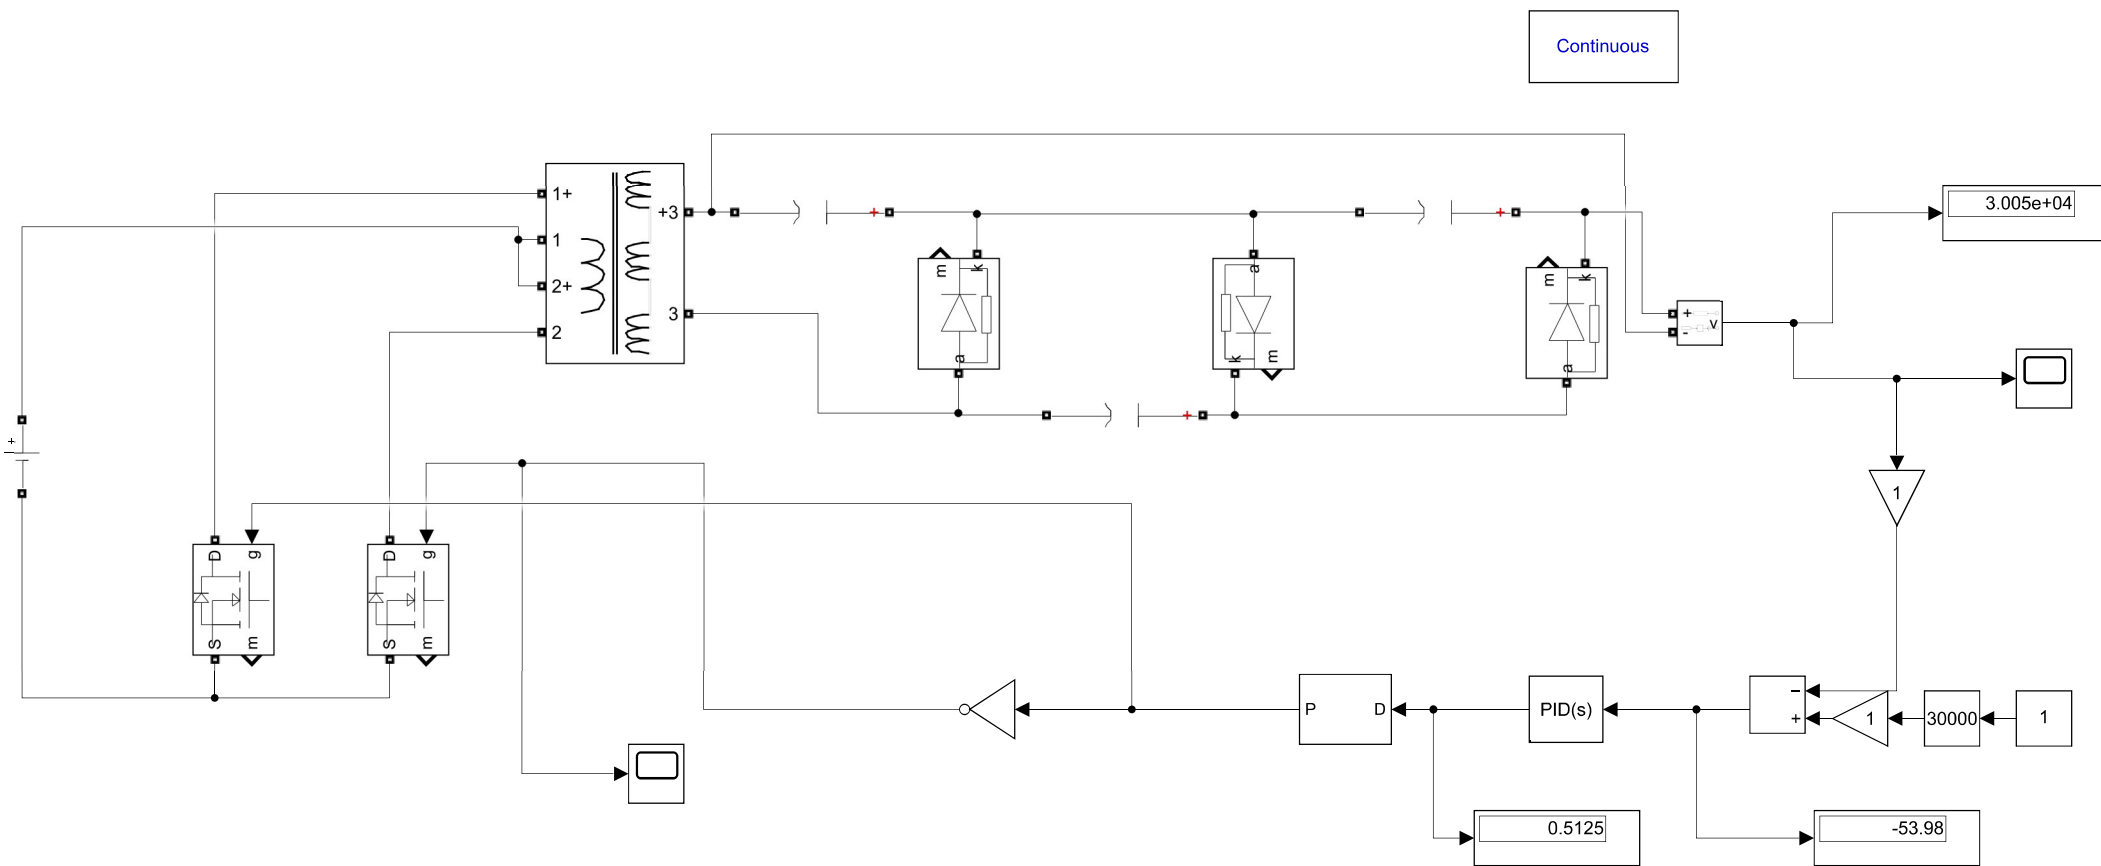 Continuous
1+
1
2+
2
+3
3
+
+
m
k
a
a
k
m
+
m
k
a
+
-
v
3.005e+04
+
D
g
S
m
D
g
S
m
1
P
D
PID(s)
−
+
1
30000
1
0.5125
-53.98